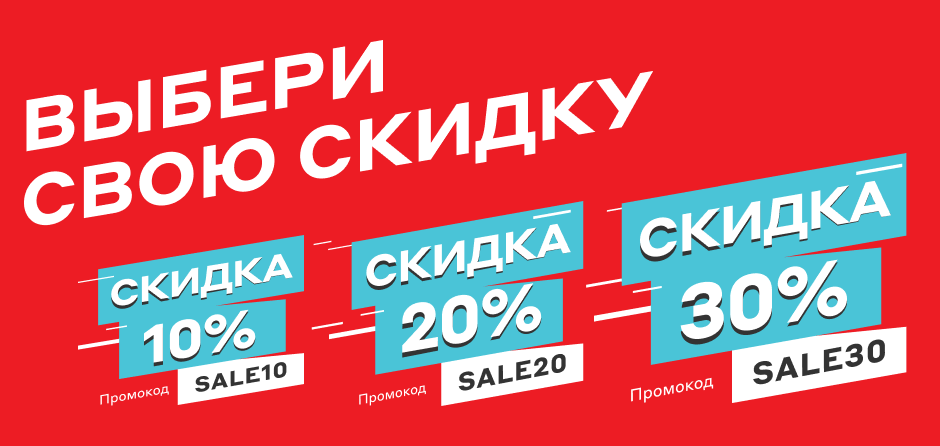 ВЫБЕРИ
СВОЮ СКИДКУ
СКИДКА
10%
Промокод SALE10
СКИДКА
20%
Промокод SALE20
СКИДКА
30%
Промокод SALE30